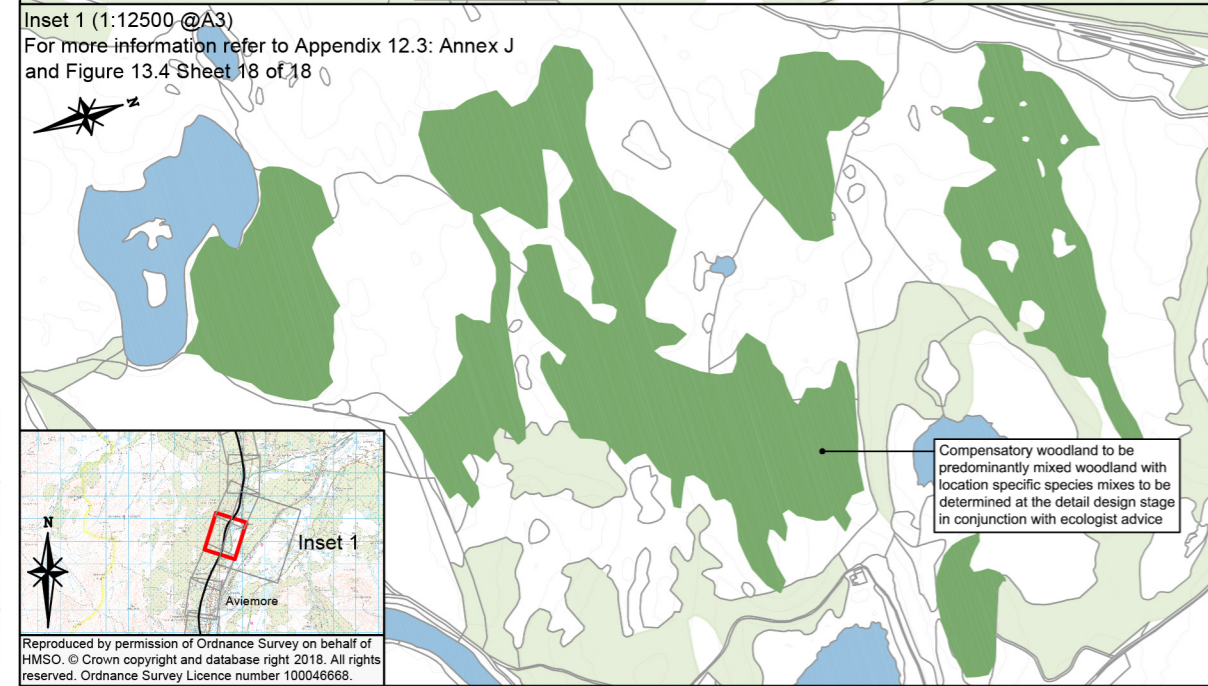 Inset 1 (1:12500 @A3)
For more information refer to Appendix 12.3: Annex J
and Figure 13.4 Sheet 18 of 18
N
Compensatory woodland to be
predominantly mixed woodland with
location specific species mixes to be
determined at the detail design stage
in conjunction with ecologist advice
N
Inset 1
Aviemore
Reproduced by permission of Ordnance Survey on behalf of
HMSO. © Crown copyright and database right 2018. All rights
reserved. Ordnance Survey Licence number 100046668.